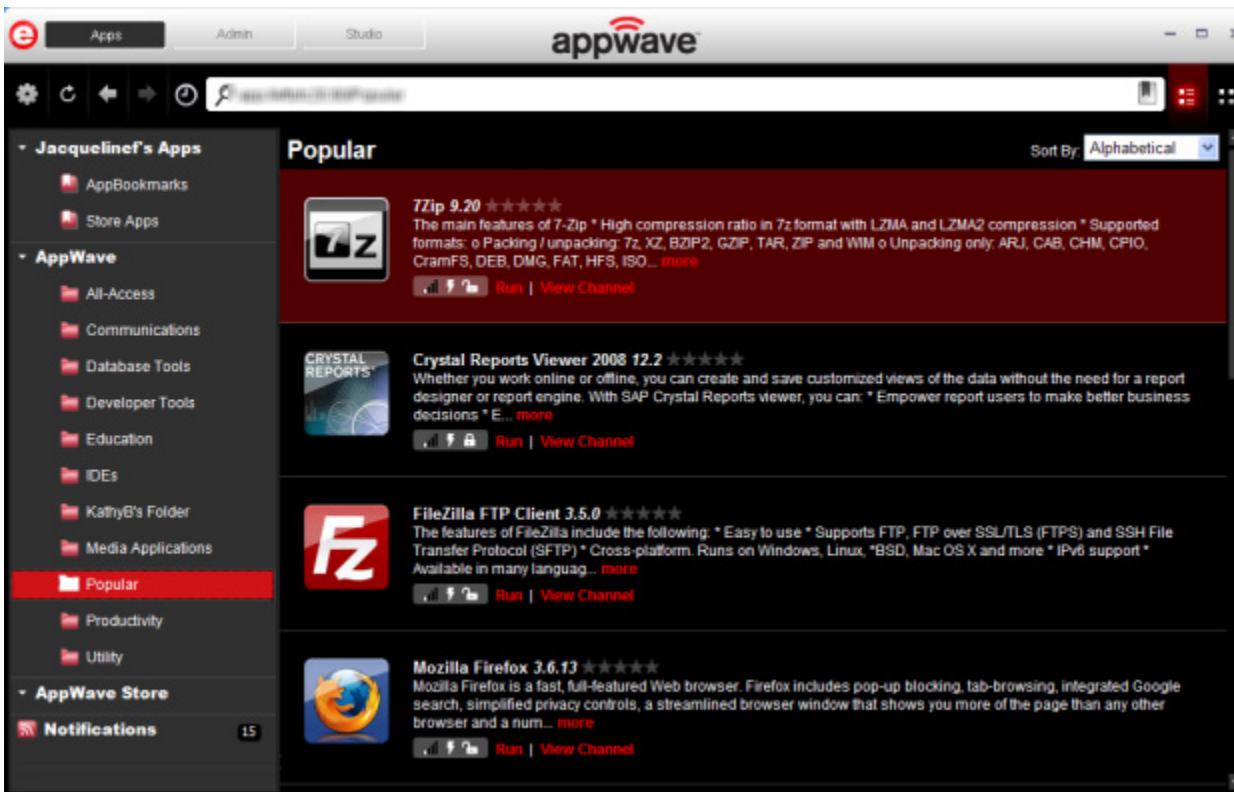 Apps
Admin
Studio
appwave
Jacquelinef's Apps
AppBookmarks
Store Apps
AppWave
All-Access
Communications
Database Tools
Developer Tools
Education
IDEs
KathyB's Folder
Media Applications
Popular
Productivity
Utility
AppWave Store
Notifications 15
Popular
Sort By: Alphabetical
7Z
7Zip 9.20
The main features of 7-Zip * High compression ratio in 7z format with LZMA and LZMA2 compression * Supported
formats: o Packing / unpacking: 7z, XZ, BZIP2, GZIP, TAR, ZIP and WIM o Unpacking only: ARJ, CAB, CHM, CPIO,
CramFS, DEB, DMG, FAT, HFS, ISO... more
Run | View Channel
CRYSTAL
REPORTS
Crystal Reports Viewer 2008 12.2
Whether you work online or offline, you can create and save customized views of the data without the need for a report
designer or report engine. With SAP Crystal Reports viewer, you can: * Empower report users to make better business
decisions * E... more
Run | View Channel
Fz
FileZilla FTP Client 3.5.0
The features of FileZilla include the following: * Easy to use * Supports FTP, FTP over SSL/TLS (FTPS) and SSH File
Transfer Protocol (SFTP) * Cross-platform. Runs on Windows, Linux, *BSD, Mac OS X and more * IPv6 support *
Available in many languag... more
Run | View Channel
Mozilla Firefox 3.6.13
Mozilla Firefox is a fast, full-featured Web browser. Firefox includes pop-up blocking, tab-browsing, integrated Google
search, simplified privacy controls, a streamlined browser window that shows you more of the page than any other
browser and a num... more
Run | View Channel